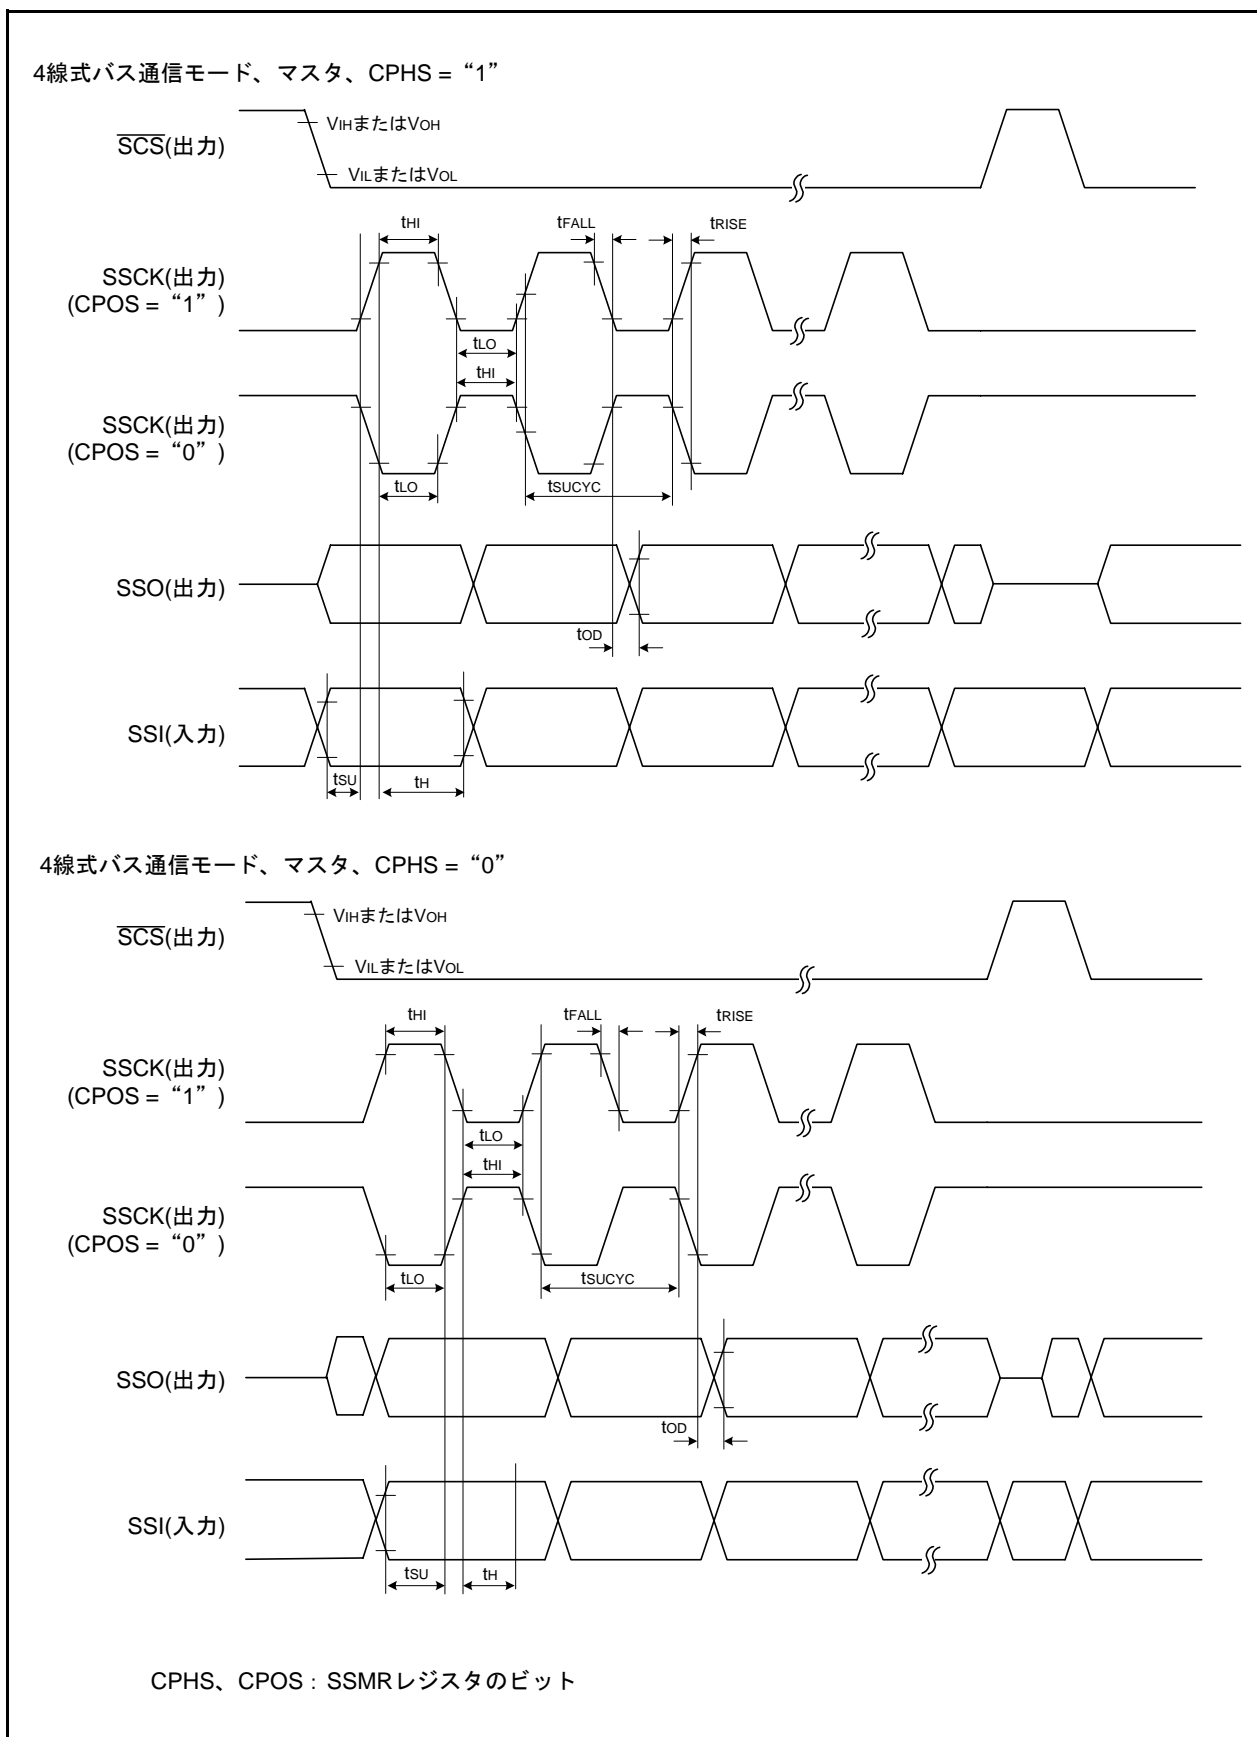 4線式バス通信モード、マスタ、CPHS = “1”
VIHまたはVOH
SCS(出力)
VILまたはVOL
tHI
tFALL
tRISE
SSCK(出力)
(CPOS = “1”)
tLO
tHI
SSCK(出力)
(CPOS = “0”)
tLO
tSUCYC
SSO(出力)
tOD
SSI(入力)
tSU
tH
4線式バス通信モード、マスタ、CPHS = “0”
VIHまたはVOH
SCS(出力)
VILまたはVOL
tHI
tFALL
tRISE
SSCK(出力)
(CPOS = “1”)
tLO
tHI
SSCK(出力)
(CPOS = “0”)
tLO
tSUCYC
SSO(出力)
tOD
SSI(入力)
tSU
tH
CPHS、CPOS : SSMRレジスタのビット